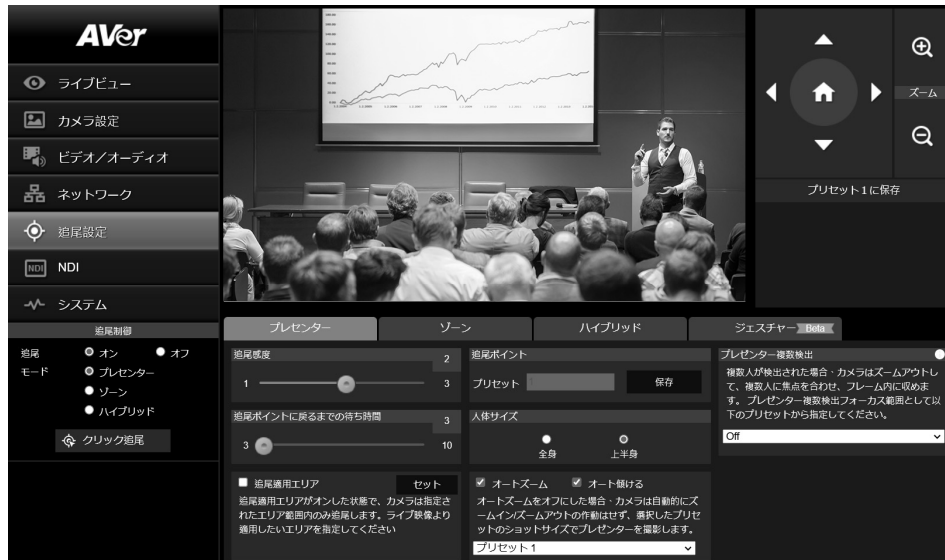 AVer
ライブビュー
カメラ設定
ビデオ／オーディオ
ネットワーク
追尾設定
NDI
NDI
システム
追尾制御
追尾
オン
オフ
モード
プレゼンター
ゾーン
ハイブリッド
クリック追尾
ズーム
プリセット1に保存
プレゼンター
ゾーン
ハイブリッド
ジェスチャー Beta
追尾感度
2
1
3
追尾ポイントに戻るまでの待ち時間
3
3
10
追尾適用エリア
セット
追尾適用エリアがオンした状態で、カメラは指定さ
れたエリア範囲内のみ追尾します。ライブ映像より
適用したいエリアを指定してください
追尾ポイント
プリセット
1
保存
人体サイズ
全身
上半身
オートズーム
オート傾ける
オートズームをオフにした場合・カメラは自動的にズ
ームイン/ズームアウトの作動はせず、選択したプリセ
ットのショットサイズでプレゼンターを撮影します。
プリセット1
プレゼンター複数検出
複数人が検出された場合・カメラはズームアウトし
て、複数人に焦点を合わせ、フレーム内に収めま
す。プレゼンター複数検出フォーカス範囲として以
下のプリセットから指定してください。
Off